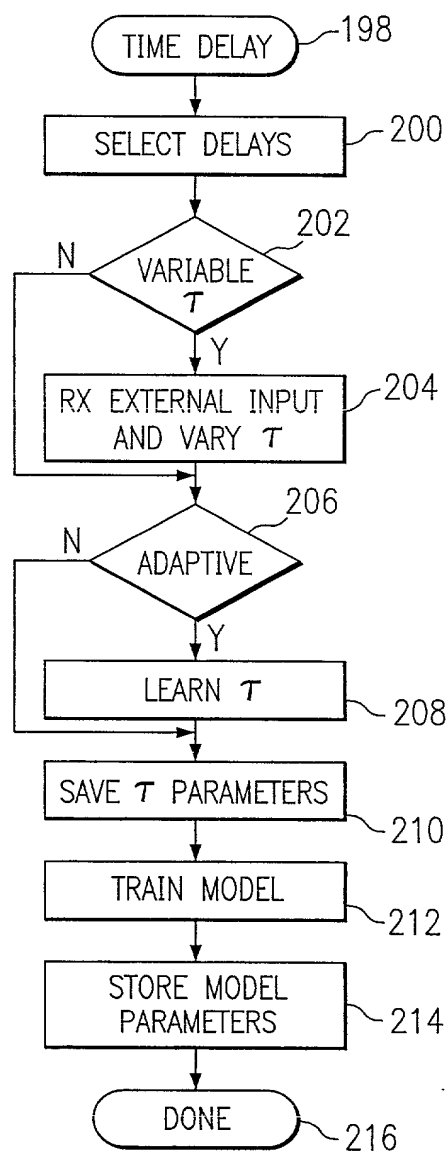 TIME DELAY
198
SELECT DELAYS
200
202
N
VARIABLE
τ
Y
RX EXTERNAL INPUT
AND VARY τ
204
206
N
ADAPTIVE
Y
LEARN τ
208
SAVE τ PARAMETERS
210
TRAIN MODEL
212
STORE MODEL
PARAMETERS
214
DONE
216